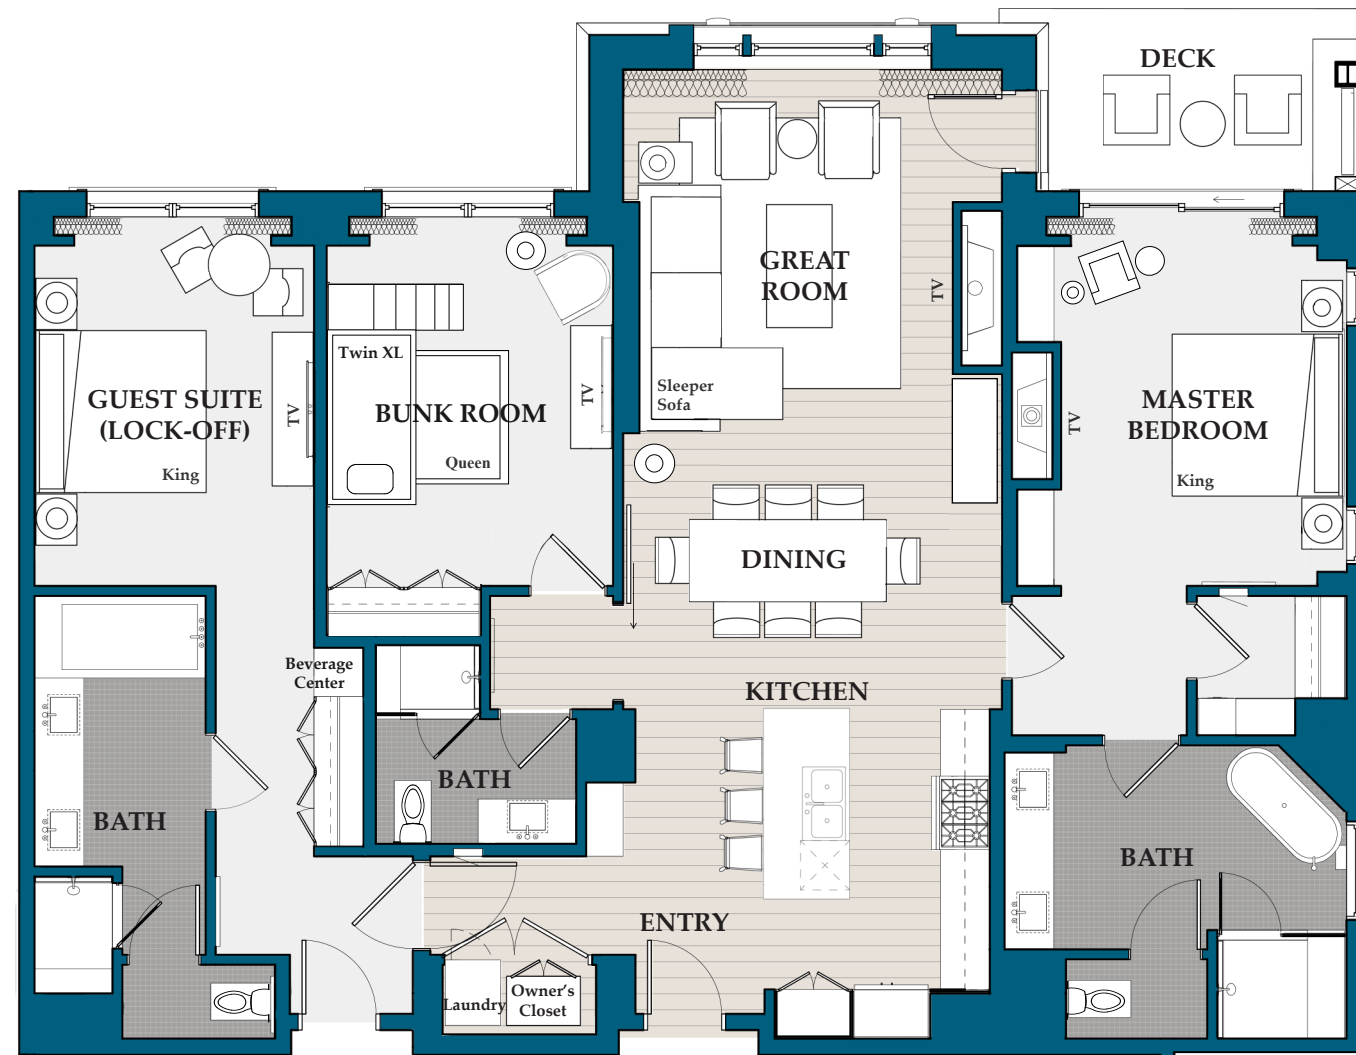 DECK
GREAT
ROOM
TV
Sleeper
Sofa
Twin XL
BUNK ROOM
Queen
TV
GUEST SUITE
(LOCK-OFF)
King
TV
MASTER
BEDROOM
King
TV
DINING
Beverage
Center
KITCHEN
BATH
BATH
BATH
ENTRY
Laundry
Owner's
Closet